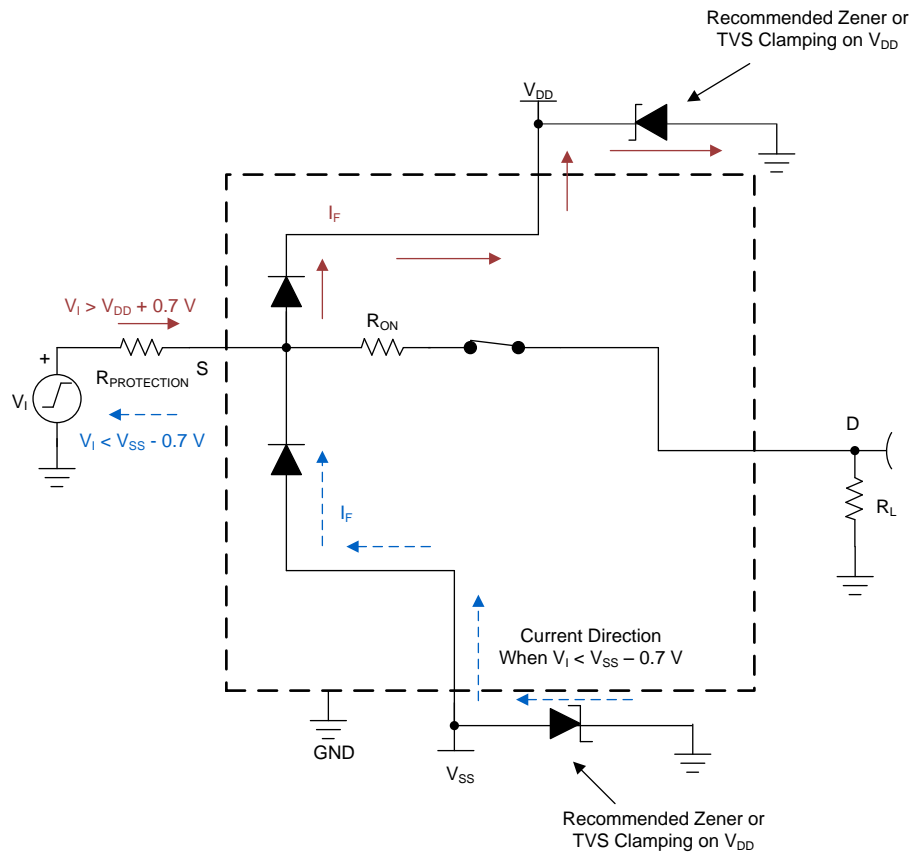 Recommended Zener or
TVS Clamping on VDD
VDD
IF
VI > VDD + 0.7 V
RON
+
RPROTECTION
S
VI
VI < VSS - 0.7 V
D
IF
RL
Current Direction
When VI < VSS – 0.7 V
GND
VSS
Recommended Zener or
TVS Clamping on VDD